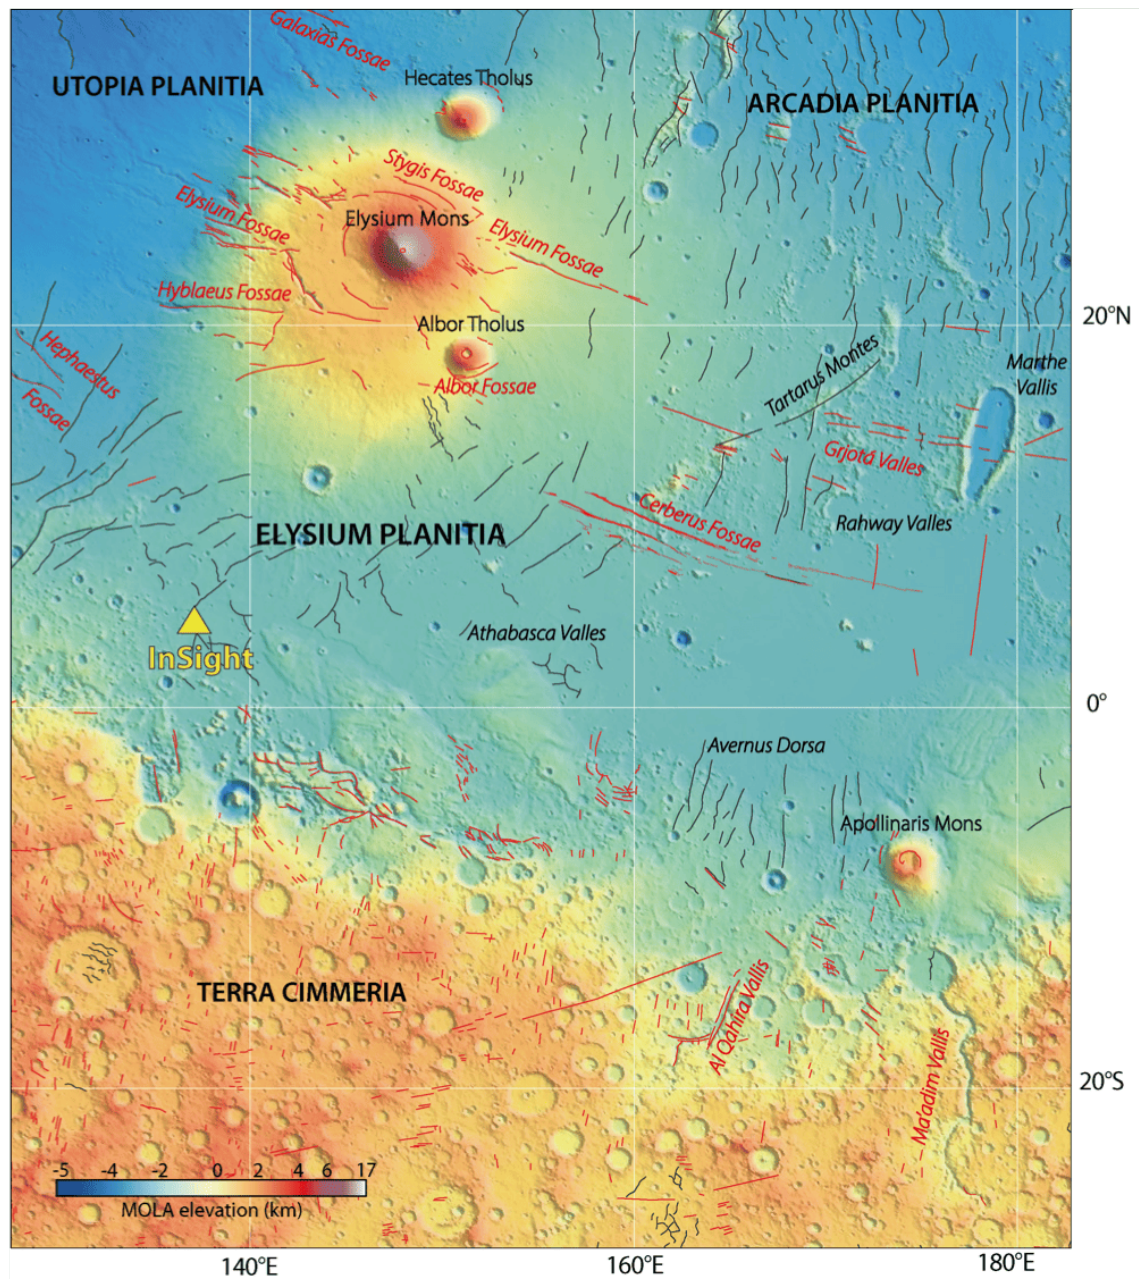 Galaxias Fossae
UTOPIA PLANITIA
Hecates Tholus
ARCADIA PLANITIA
Stygis Fossae
Elysium Fossae
Elysium Mons
Elysium Fossae
Hyblaeus Fossae
Albor Tholus
20°N
Hephaestus
Fossae
Tartarus Montes
Marthe
Vallis
Albor Fossae
Grjotá Valles
Cerberus Fossae
Rahway Valles
ELYSIUM PLANITIA
Athabasca Valles
InSight
0°
Avernus Dorsa
Apollinaris Mons
TERRA CIMMERIA
Al Qahira Vallis
Ma'adim Vallis
20°S
-5 -4 -2 0 2 4 6 17
MOLA elevation (km)
140°E 160°E 180°E